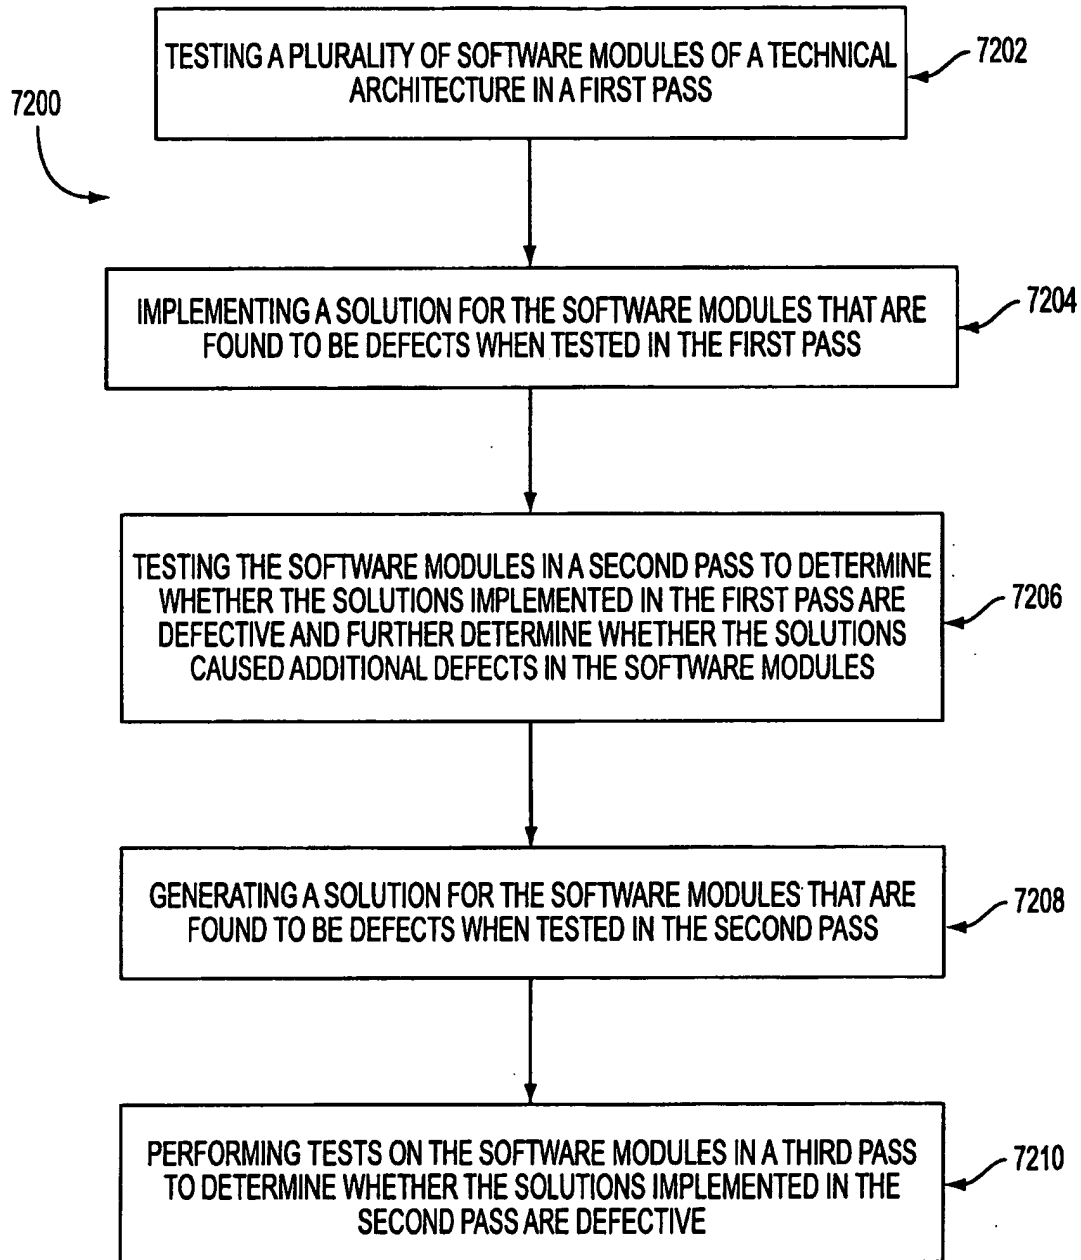 TESTING A PLURALITY OF SOFTWARE MODULES OF A TECHNICAL
ARCHITECTURE IN A FIRST PASS
7202
7200
IMPLEMENTING A SOLUTION FOR THE SOFTWARE MODULES THAT ARE
FOUND TO BE DEFECTS WHEN TESTED IN THE FIRST PASS
7204
TESTING THE SOFTWARE MODULES IN A SECOND PASS TO DETERMINE
WHETHER THE SOLUTIONS IMPLEMENTED IN THE FIRST PASS ARE
DEFECTIVE AND FURTHER DETERMINE WHETHER THE SOLUTIONS
CAUSED ADDITIONAL DEFECTS IN THE SOFTWARE MODULES
7206
GENERATING A SOLUTION FOR THE SOFTWARE MODULES THAT ARE
FOUND TO BE DEFECTS WHEN TESTED IN THE SECOND PASS
7208
PERFORMING TESTS ON THE SOFTWARE MODULES IN A THIRD PASS
TO DETERMINE WHETHER THE SOLUTIONS IMPLEMENTED IN THE
SECOND PASS ARE DEFECTIVE
7210